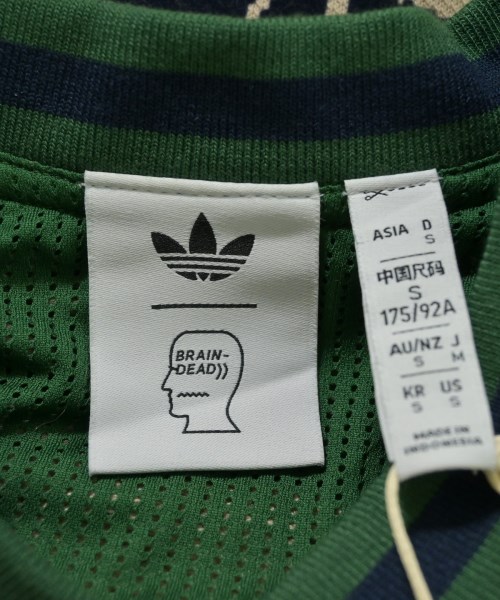 BRAIN-
DEAD))
ASIA D
S
中国尺码
S
175/92A
AU/NZ J
S M
KR US
S S
MADE IN
INDONESIA